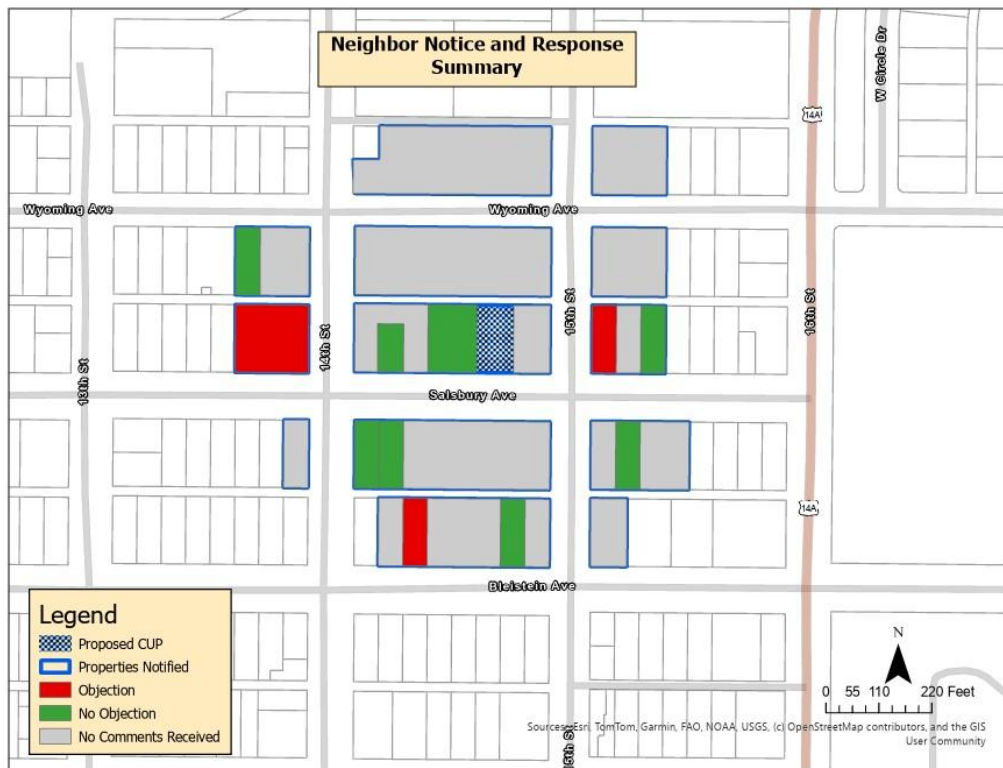 Neighbor Notice and Response
Summary
W Circle Dr
14A
Wyoming Ave
Wyoming Ave
13th St
14th St
15th St
16th St
Salsbury Ave
14A
Bleistein Ave
Legend
Proposed CUP
Properties Notified
Objection
No Objection
No Comments Received
N
0 55 110 220 Feet
Sources: Esri, TomTom, Garmin, FAO, NOAA, USGS, (c) OpenStreetMap contributors, and the GIS
User Community
15th St